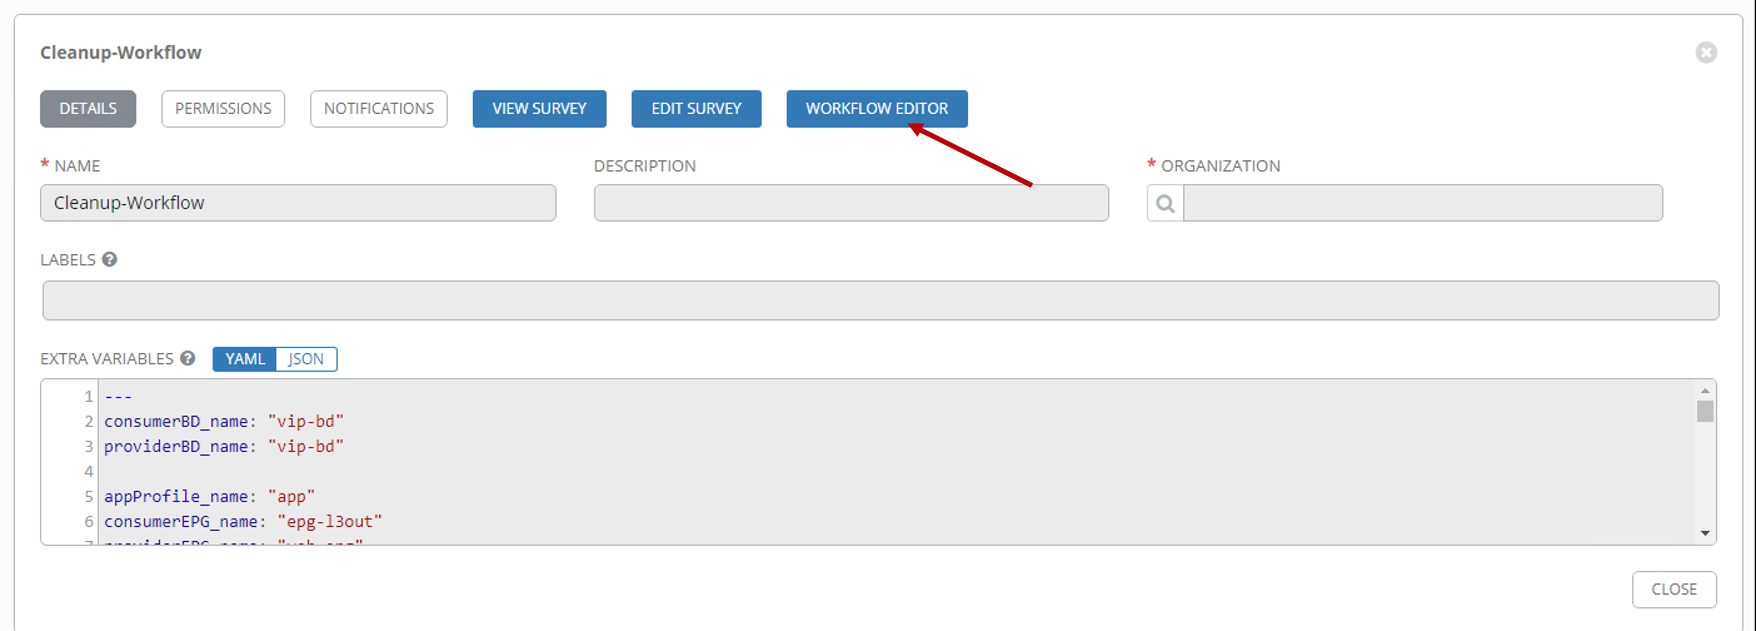 Cleanup-Workflow
DETAILS PERMISSIONS NOTIFICATIONS VIEW SURVEY EDIT SURVEY WORKFLOW EDITOR
* NAME DESCRIPTION * ORGANIZATION
Cleanup-Workflow
LABELS ?
EXTRA VARIABLES ? YAML JSON
1 ---
2 consumerBD_name: "vip-bd"
3 providerBD_name: "vip-bd"
4
5 appProfile_name: "app"
6 consumerEPG_name: "epg-l3out"
CLOSE